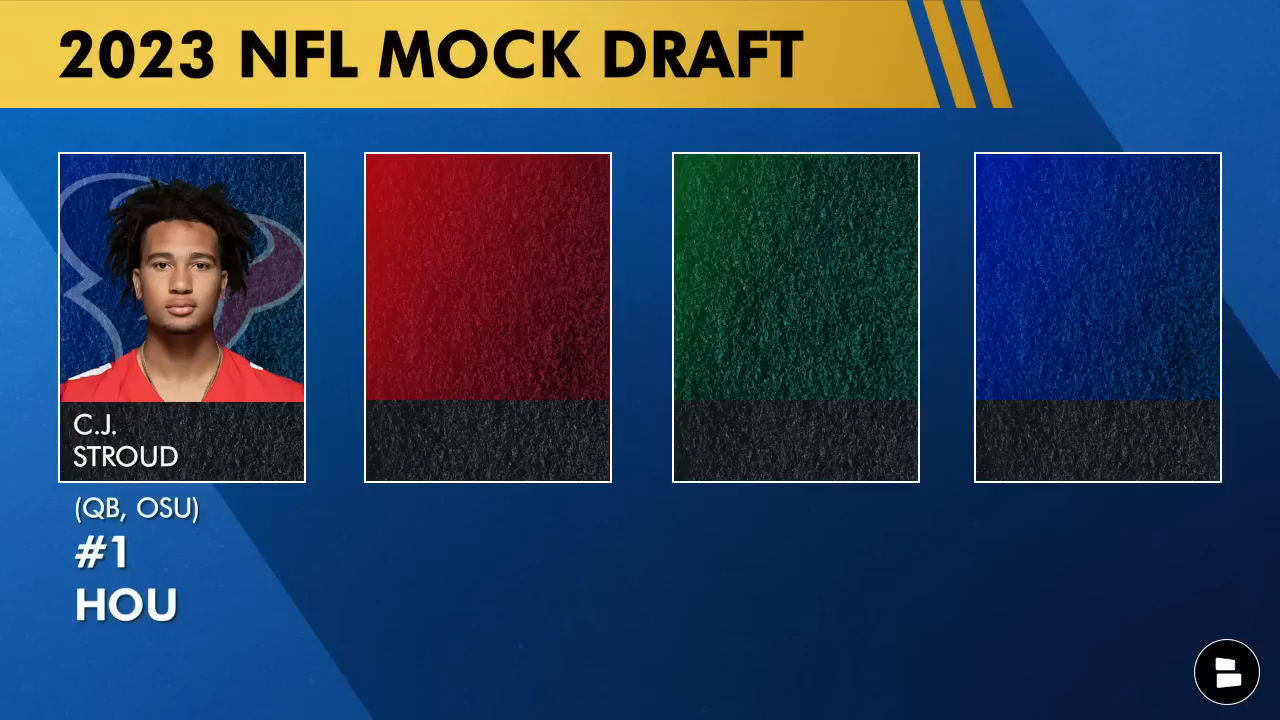 2023 NFL MOCK DRAFT
C.J.
STROUD
(QB, OSU)
#1
HOU